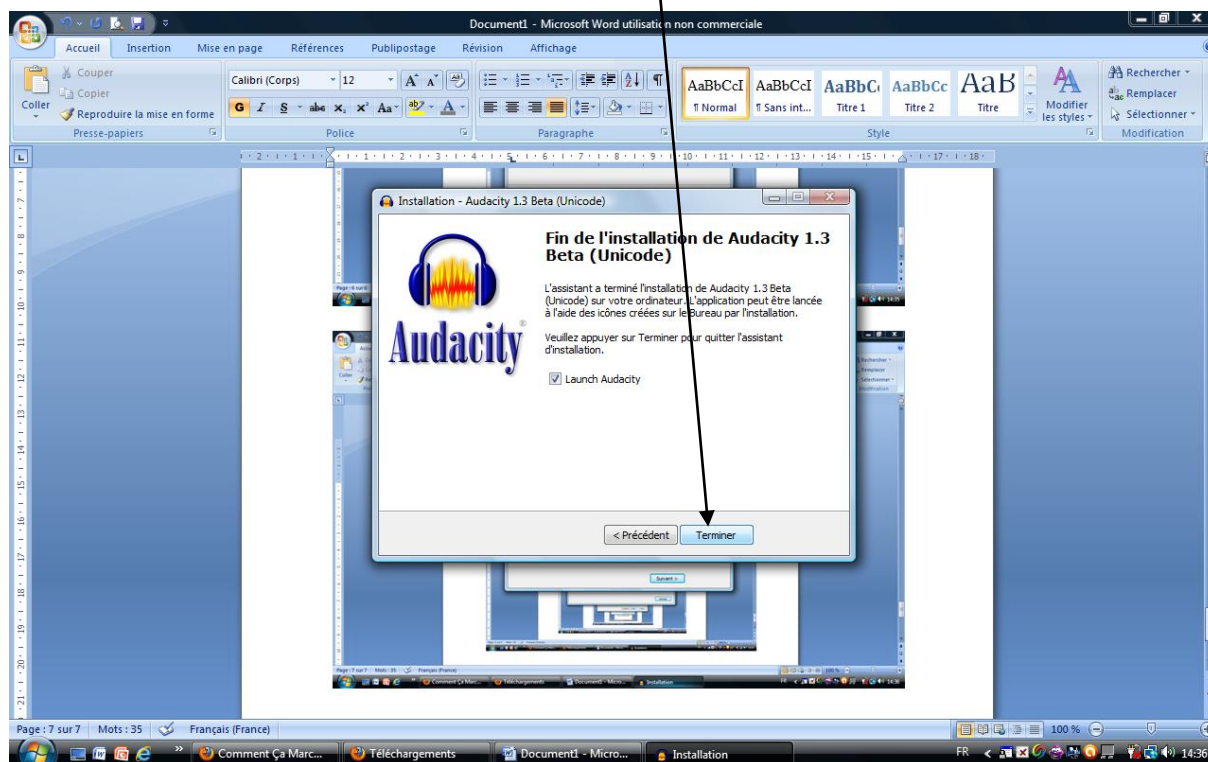 Document1 - Microsoft Word utilisation non commerciale
Accueil Insertion Mise en page Références Publipostage Révision Affichage
Coller
Couper
Copier
Reproduire la mise en forme
Presse-papiers
Calibri (Corps) 12
G I S abc x₂ x² Aa
Police
Paragraphe
AaBbCcI AaBbCcI AaBbC AaBbCc AaB
¶ Normal ¶ Sans int... Titre 1 Titre 2 Titre
Modifier
les styles
Style
Rechercher
Remplacer
Sélectionner
Modification
Installation - Audacity 1.3 Beta (Unicode)
Audacity
Fin de l'installation de Audacity 1.3
Beta (Unicode)
L'assistant a terminé l'installation de Audacity 1.3 Beta
(Unicode) sur votre ordinateur. L'application peut être lancée
à l'aide des icônes créées sur le Bureau par l'installation.
Veuillez appuyer sur Terminer pour quitter l'assistant
d'installation.
Launch Audacity
< Précédent Terminer
Suivant >
Page : 7 sur 7 Mots : 35 Français (France) 100 %
Comment Ça Marc... Téléchargements Document1 - Micro... Installation FR 14:36